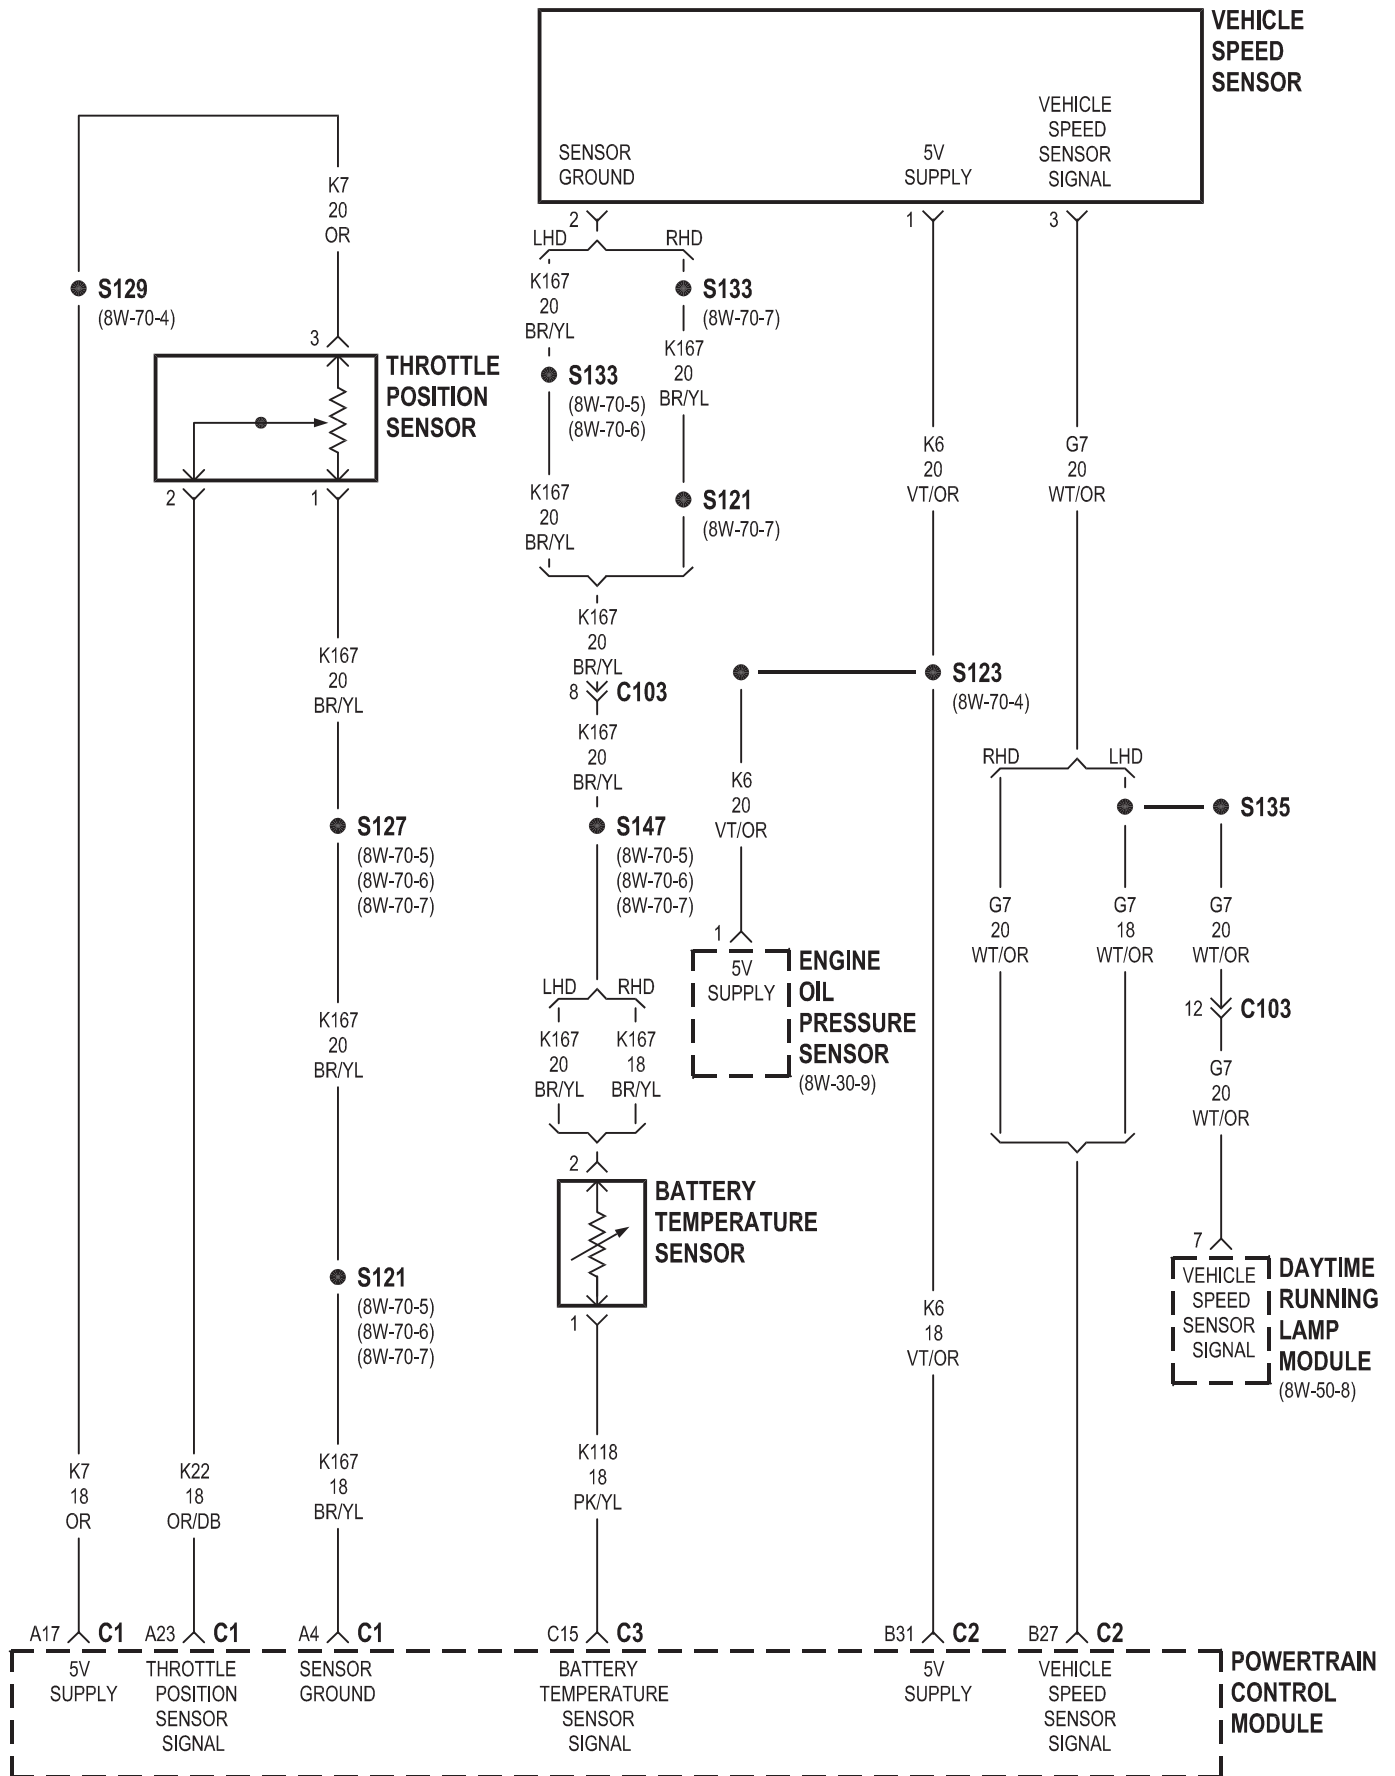 VEHICLE
SPEED
SENSOR
VEHICLE
SPEED
SENSOR
SIGNAL
SENSOR
GROUND
5V
SUPPLY
2
1
3
K7
20
OR
LHD
RHD
K167
20
BR/YL
S129
(8W-70-4)
S133
(8W-70-7)
3
THROTTLE
POSITION
SENSOR
K167
20
BR/YL
S133
(8W-70-5)
(8W-70-6)
2
1
K167
20
BR/YL
S121
(8W-70-7)
K6
20
VT/OR
G7
20
WT/OR
K167
20
BR/YL
K167
20
BR/YL
8
C103
K167
20
BR/YL
S123
(8W-70-4)
K6
20
VT/OR
RHD
LHD
S135
S127
(8W-70-5)
(8W-70-6)
(8W-70-7)
S147
(8W-70-5)
(8W-70-6)
(8W-70-7)
G7
20
WT/OR
G7
18
WT/OR
G7
20
WT/OR
1
5V
SUPPLY
ENGINE
OIL
PRESSURE
SENSOR
(8W-30-9)
LHD
RHD
12
C103
K167
20
BR/YL
K167
20
BR/YL
K167
18
BR/YL
G7
20
WT/OR
2
BATTERY
TEMPERATURE
SENSOR
1
7
VEHICLE
SPEED
SENSOR
SIGNAL
DAYTIME
RUNNING
LAMP
MODULE
(8W-50-8)
S121
(8W-70-5)
(8W-70-6)
(8W-70-7)
K6
18
VT/OR
K7
18
OR
K22
18
OR/DB
K167
18
BR/YL
K118
18
PK/YL
A17
C1
A23
C1
A4
C1
C15
C3
B31
C2
B27
C2
5V
SUPPLY
THROTTLE
POSITION
SENSOR
SIGNAL
SENSOR
GROUND
BATTERY
TEMPERATURE
SENSOR
SIGNAL
5V
SUPPLY
VEHICLE
SPEED
SENSOR
SIGNAL
POWERTRAIN
CONTROL
MODULE